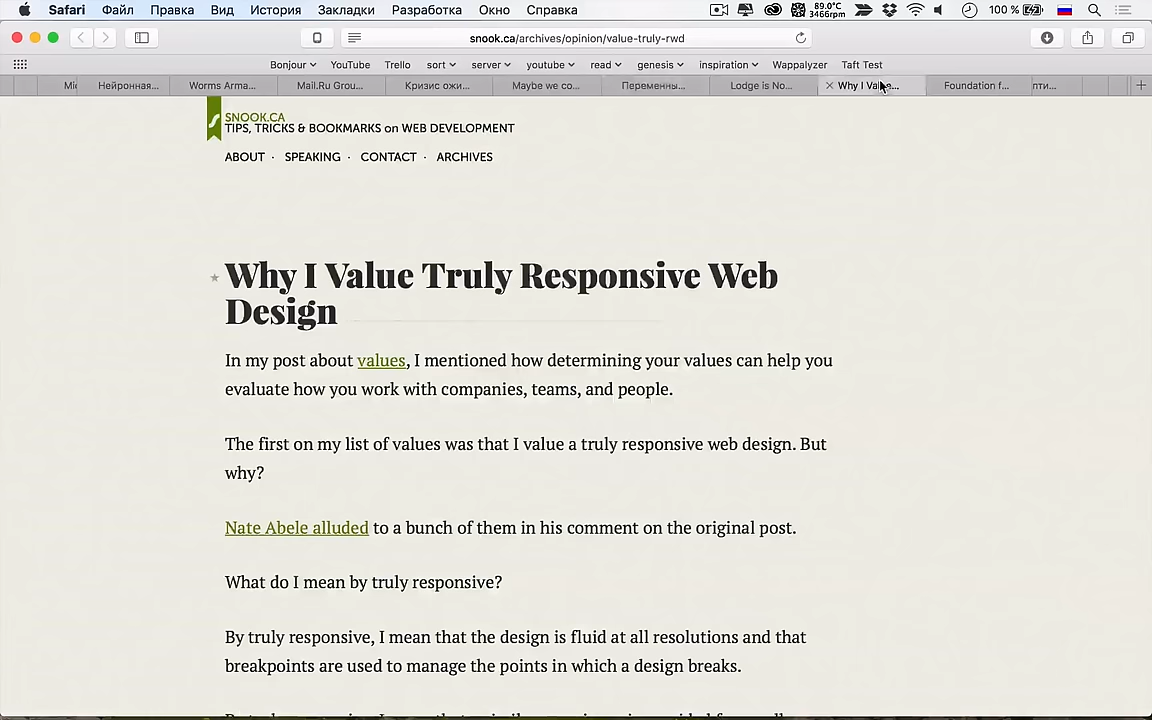 Safari Файл Правка Вид История Закладки Разработка Окно Справка 89.0°C 3466rpm 100 %
snook.ca/archives/opinion/value-truly-rwd
Bonjour YouTube Trello sort server youtube read genesis inspiration Wappalyzer Taft Test
Mic Нейронная... Worms Arma... Mail.Ru Grou... Кризис ожи... Maybe we co... Переменны... Lodge is No... Why I Va... Foundation f... пти...
SNOOK.CA
TIPS, TRICKS & BOOKMARKS on WEB DEVELOPMENT
ABOUT · SPEAKING · CONTACT · ARCHIVES
Why I Value Truly Responsive Web
Design
In my post about values, I mentioned how determining your values can help you
evaluate how you work with companies, teams, and people.
The first on my list of values was that I value a truly responsive web design. But
why?
Nate Abele alluded to a bunch of them in his comment on the original post.
What do I mean by truly responsive?
By truly responsive, I mean that the design is fluid at all resolutions and that
breakpoints are used to manage the points in which a design breaks.